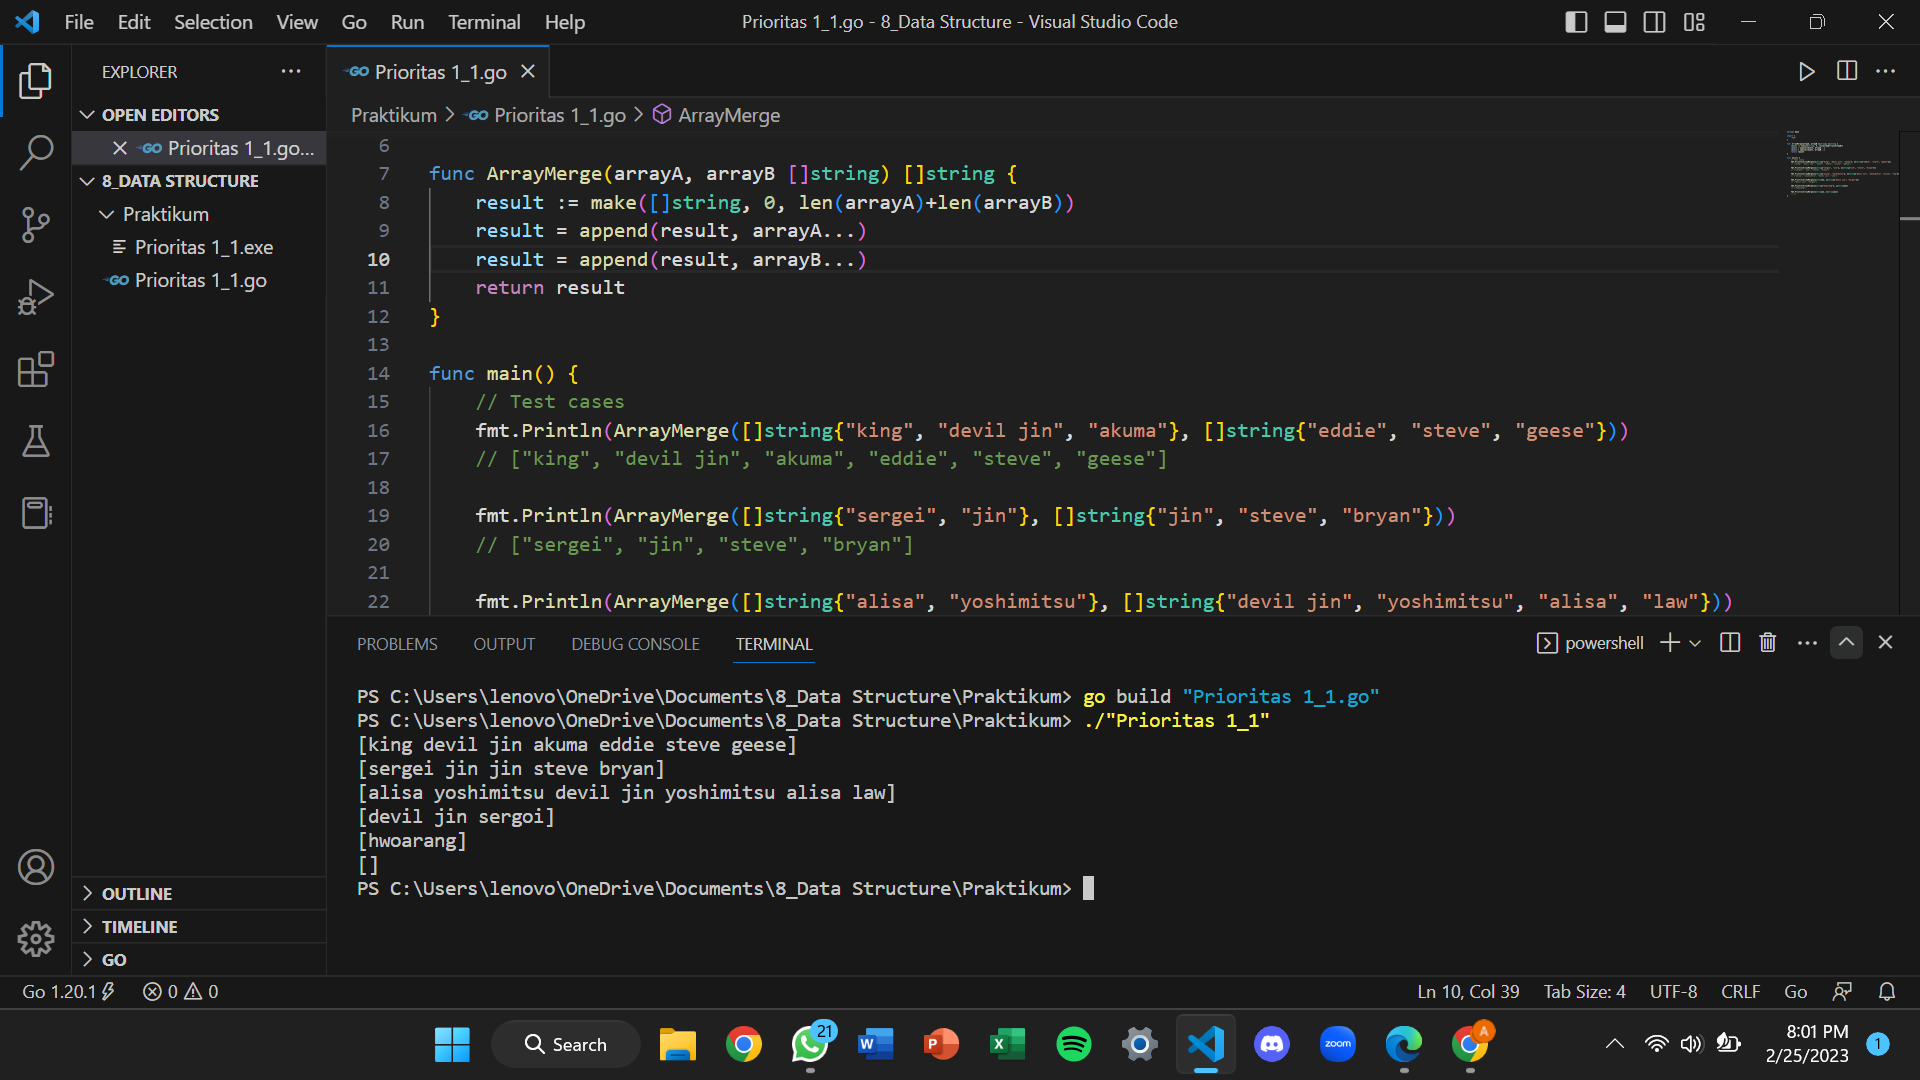 File Edit Selection View Go Run Terminal Help
Prioritas 1_1.go - 8_Data Structure - Visual Studio Code
EXPLORER
OPEN EDITORS
GO Prioritas 1_1.go...
8_DATA STRUCTURE
Praktikum
Prioritas 1_1.exe
GO Prioritas 1_1.go
OUTLINE
TIMELINE
GO
GO Prioritas 1_1.go
Praktikum > GO Prioritas 1_1.go > ArrayMerge
6
7 func ArrayMerge(arrayA, arrayB []string) []string {
8 result := make([]string, 0, len(arrayA)+len(arrayB))
9 result = append(result, arrayA...)
10 result = append(result, arrayB...)
11 return result
12 }
13
14 func main() {
15 // Test cases
16 fmt.Println(ArrayMerge([]string{"king", "devil jin", "akuma"}, []string{"eddie", "steve", "geese"}))
17 // ["king", "devil jin", "akuma", "eddie", "steve", "geese"]
18
19 fmt.Println(ArrayMerge([]string{"sergei", "jin"}, []string{"jin", "steve", "bryan"}))
20 // ["sergei", "jin", "steve", "bryan"]
21
22 fmt.Println(ArrayMerge([]string{"alisa", "yoshimitsu"}, []string{"devil jin", "yoshimitsu", "alisa", "law"}))
PROBLEMS OUTPUT DEBUG CONSOLE TERMINAL
powershell
PS C:\Users\lenovo\OneDrive\Documents\8_Data Structure\Praktikum> go build "Prioritas 1_1.go"
PS C:\Users\lenovo\OneDrive\Documents\8_Data Structure\Praktikum> ./"Prioritas 1_1"
[king devil jin akuma eddie steve geese]
[sergei jin jin steve bryan]
[alisa yoshimitsu devil jin yoshimitsu alisa law]
[devil jin sergoi]
[hwoarang]
[]
PS C:\Users\lenovo\OneDrive\Documents\8_Data Structure\Praktikum>
Go 1.20.1 0 0
Ln 10, Col 39 Tab Size: 4 UTF-8 CRLF Go
Search
21
W
P
X
zoom
A
8:01 PM
2/25/2023
1